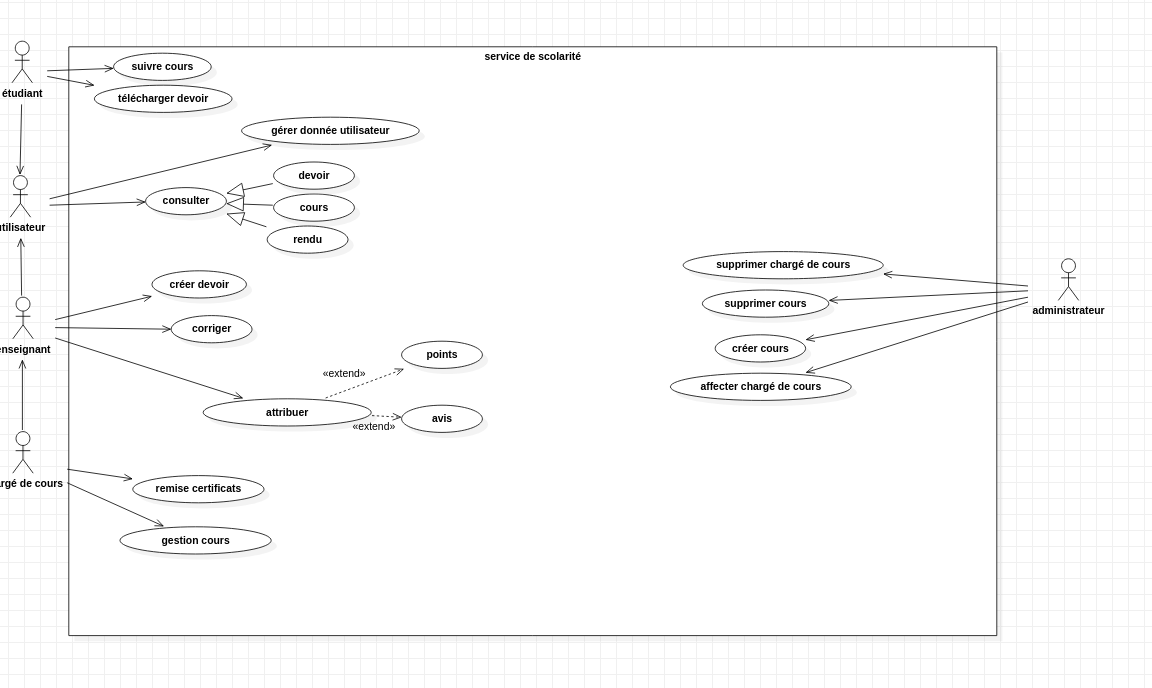 service de scolarité
suivre cours
étudiant
télécharger devoir
gérer donnée utilisateur
devoir
consulter
cours
utilisateur
rendu
supprimer chargé de cours
créer devoir
supprimer cours
administrateur
corriger
enseignant
créer cours
points
«extend»
affecter chargé de cours
attribuer
avis
«extend»
rgé de cours
remise certificats
gestion cours